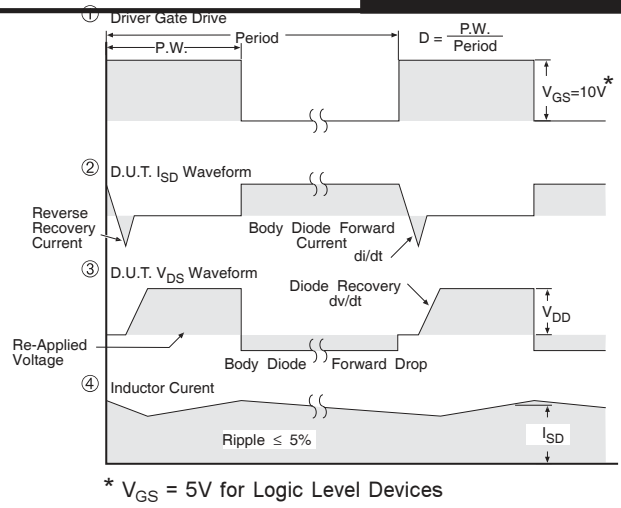 ① Driver Gate Drive
P.W.
Period
D = P.W.
Period
VGS=10V*
② D.U.T. ISD Waveform
Reverse
Recovery
Current
Body Diode Forward
Current
di/dt
③ D.U.T. VDS Waveform
Diode Recovery
dv/dt
VDD
Re-Applied
Voltage
Body Diode Forward Drop
④ Inductor Curent
Ripple ≤ 5%
ISD
* VGS = 5V for Logic Level Devices